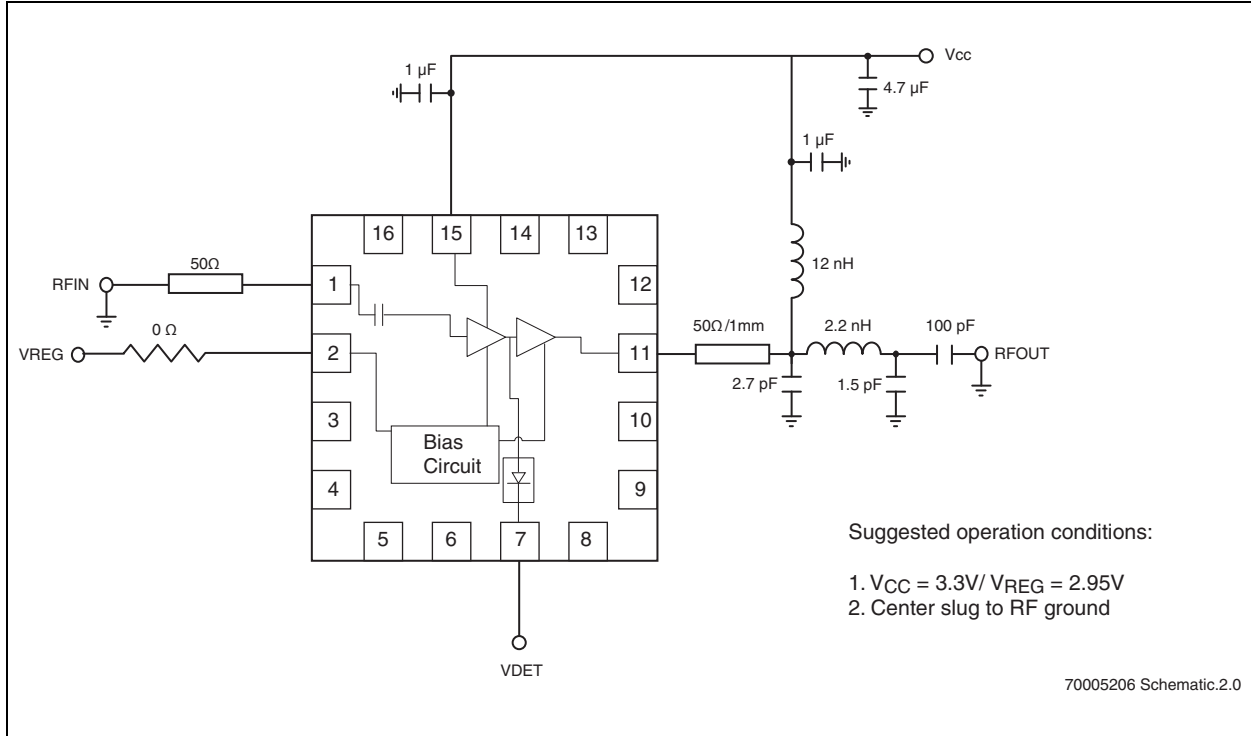 1 µF
Vcc
4.7 µF
1 µF
16
15
14
13
50Ω
RFIN
1
12
12 nH
0 Ω
VREG
2
11
50Ω/1mm
2.2 nH
100 pF
RFOUT
2.7 pF
1.5 pF
3
10
Bias
Circuit
4
9
5
6
7
8
VDET
Suggested operation conditions:
1. VCC = 3.3V/ VREG = 2.95V
2. Center slug to RF ground
70005206 Schematic.2.0